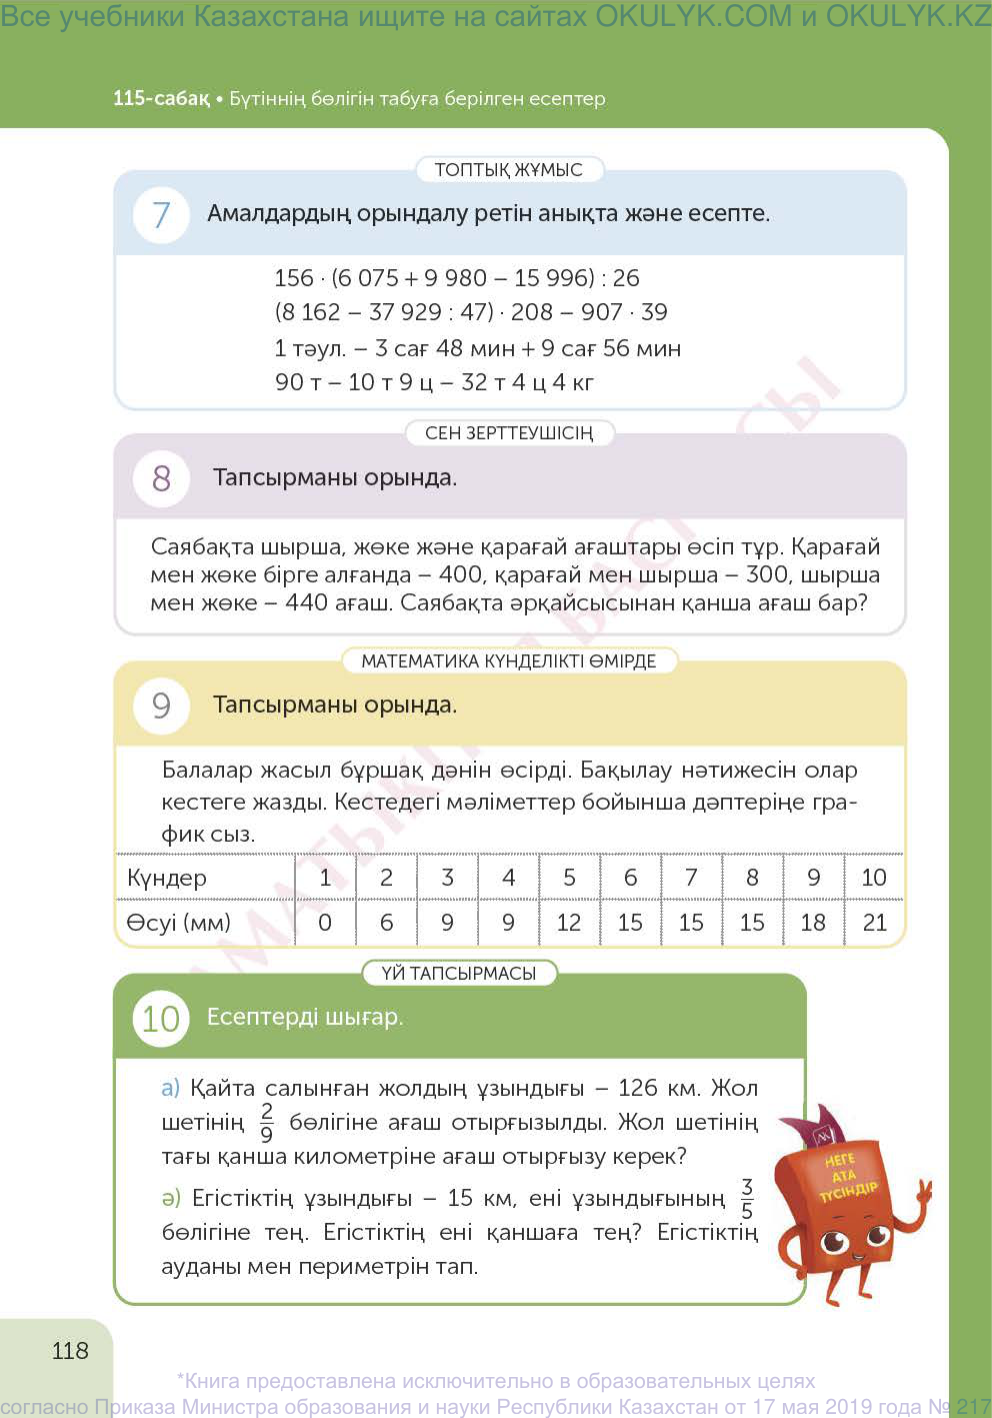 Все учебники Казахстана ищите на сайтах OKULYK.COM и OKULYK.KZ
115-сабақ • Бүтіннің бөлігін табуға берілген есептер
ТОПТЫҚ ЖҰМЫС
7 Амалдардың орындалу ретін анықта және есепте.
156 · (6 075 + 9 980 – 15 996) : 26
(8 162 – 37 929 : 47) · 208 – 907 · 39
1 тәул. – 3 сағ 48 мин + 9 сағ 56 мин
90 т – 10 т 9 ц – 32 т 4 ц 4 кг
СЕН ЗЕРТТЕУШІСІҢ
8 Тапсырманы орында.
Саябақта шырша, жөке және қарағай ағаштары өсіп тұр. Қарағай
мен жөке бірге алғанда – 400, қарағай мен шырша – 300, шырша
мен жөке – 440 ағаш. Саябақта әрқайсысынан қанша ағаш бар?
МАТЕМАТИКА КҮНДЕЛІКТІ ӨМІРДЕ
9 Тапсырманы орында.
Балалар жасыл бұршақ дәнін өсірді. Бақылау нәтижесін олар
кестеге жазды. Кестедегі мәліметтер бойынша дәптеріңе гра-
фик сыз.
Күндер 1 2 3 4 5 6 7 8 9 10
Өсуі (мм) 0 6 9 9 12 15 15 15 18 21
ҮЙ ТАПСЫРМАСЫ
10 Есептерді шығар.
а) Қайта салынған жолдың ұзындығы – 126 км. Жол
шетінің 2/9 бөлігіне ағаш отырғызылды. Жол шетінің
тағы қанша километріне ағаш отырғызу керек?
ә) Егістіктің ұзындығы – 15 км, ені ұзындығының 3/5
бөлігіне тең. Егістіктің ені қаншаға тең? Егістіктің
ауданы мен периметрін тап.
НЕГЕ
АТА
ТҮСІНДІР
118
*Книга предоставлена исключительно в образовательных целях
согласно Приказа Министра образования и науки Республики Казахстан от 17 мая 2019 года № 217